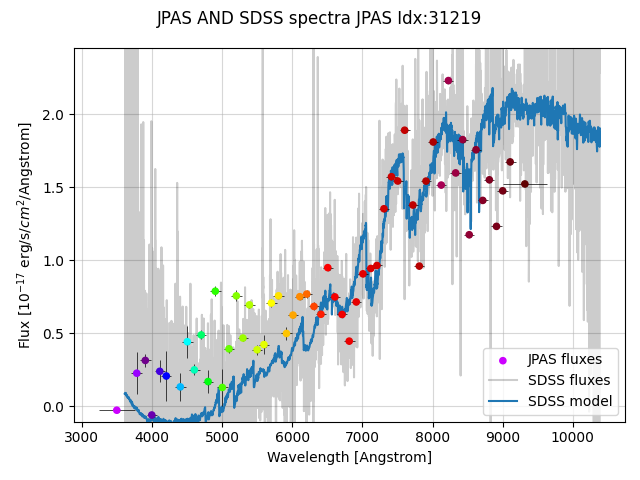 JPAS AND SDSS spectra JPAS Idx:31219
Flux [10⁻¹⁷ erg/s/cm²/Angstrom]
2.0
1.5
1.0
0.5
0.0
JPAS fluxes
SDSS fluxes
SDSS model
3000 4000 5000 6000 7000 8000 9000 10000
Wavelength [Angstrom]